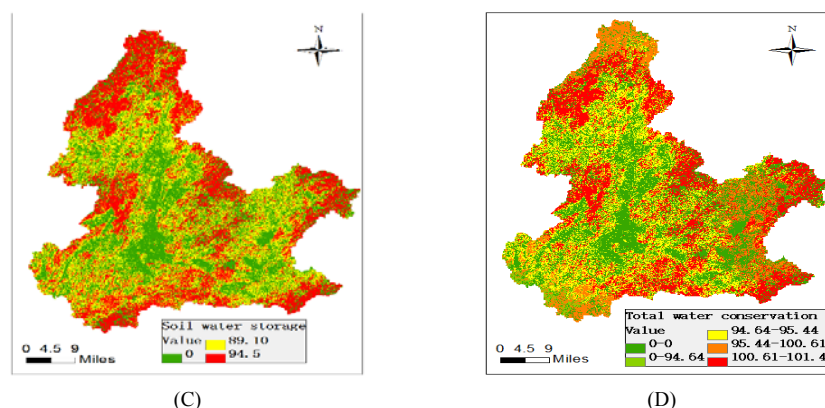 N
Soil water storage
Value 89.10
0 94.5
0 4.5 9
Miles
(C)
N
Total water conservation
Value 94.64-95.44
0-0 95.44-100.61
0-94.64 100.61-101.4
0 4.5 9
Miles
(D)